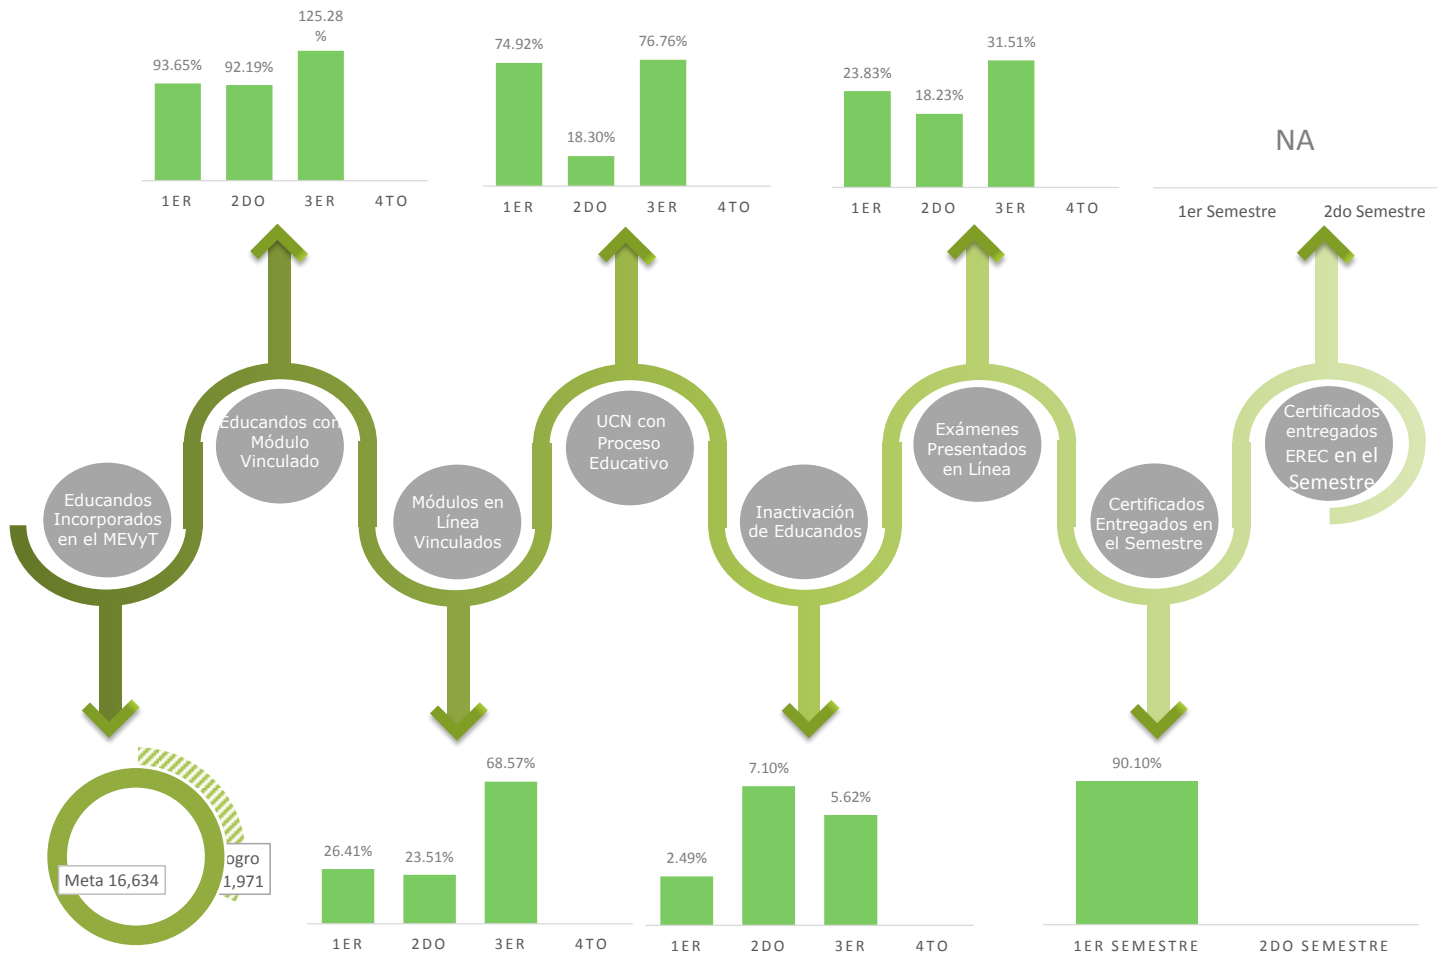 125.28
%
93.65%
92.19%
1ER 2DO 3ER 4TO
74.92%
18.30%
76.76%
1ER 2DO 3ER 4TO
23.83%
18.23%
31.51%
1ER 2DO 3ER 4TO
NA
1er Semestre 2do Semestre
Educandos
Incorporados
en el MEVyT
Educandos con
Módulo
Vinculado
Módulos en
Línea
Vinculados
UCN con
Proceso
Educativo
Inactivación
de Educandos
Exámenes
Presentados
en Línea
Certificados
Entregados en
el Semestre
Certificados
entregados
EREC en el
Semestre
Meta 16,634
ogro
1,971
26.41%
23.51%
68.57%
1ER 2DO 3ER 4TO
2.49%
7.10%
5.62%
1ER 2DO 3ER 4TO
90.10%
1ER SEMESTRE 2DO SEMESTRE